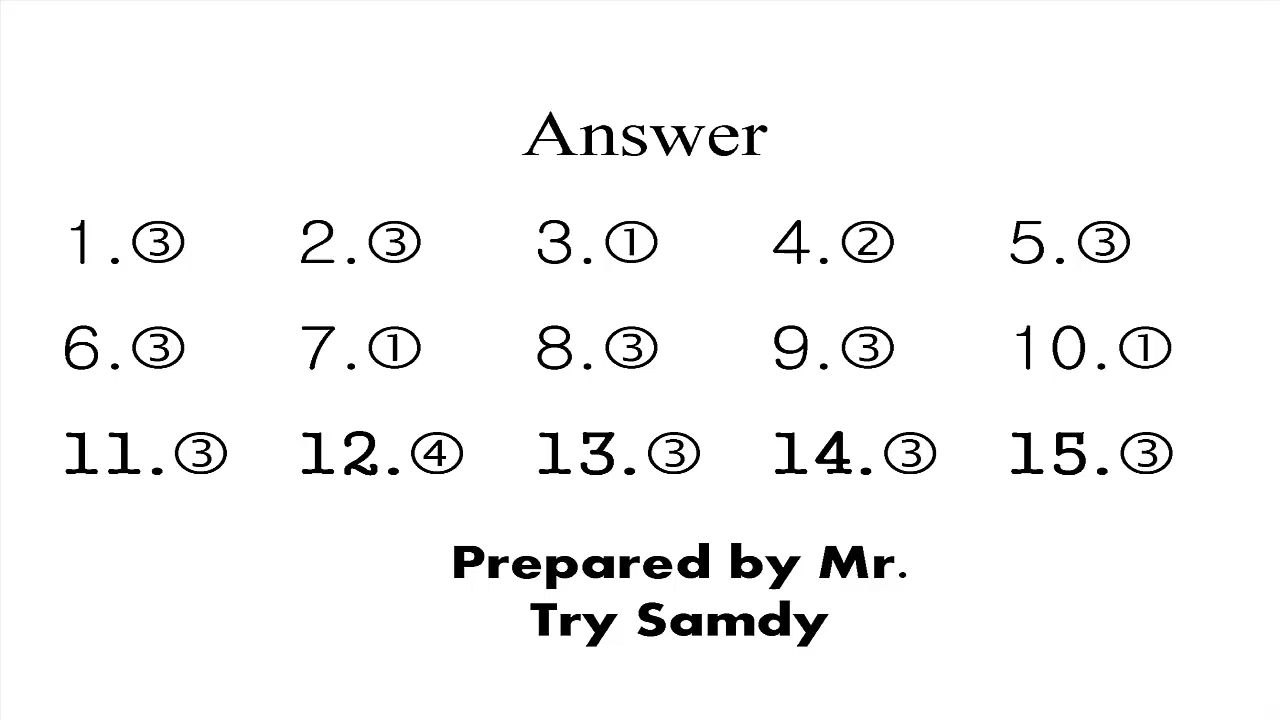 Answer
1.③ 2.③ 3.① 4.② 5.③
6.③ 7.① 8.③ 9.③ 10.①
11.③ 12.④ 13.③ 14.③ 15.③
Prepared by Mr.
Try Samdy